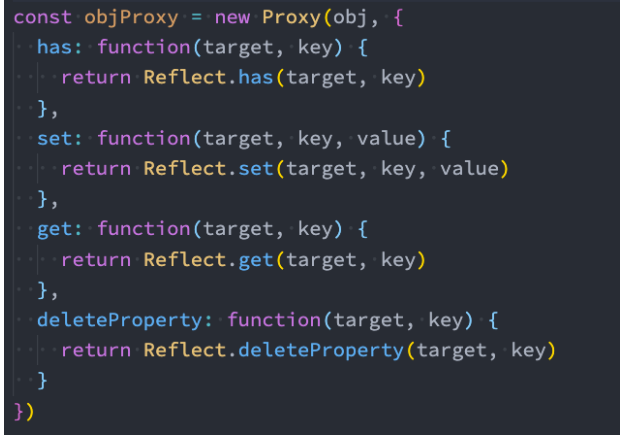 const objProxy = new Proxy(obj, {
  has: function(target, key) {
    return Reflect.has(target, key)
  },
  set: function(target, key, value) {
    return Reflect.set(target, key, value)
  },
  get: function(target, key) {
    return Reflect.get(target, key)
  },
  deleteProperty: function(target, key) {
    return Reflect.deleteProperty(target, key)
  }
})